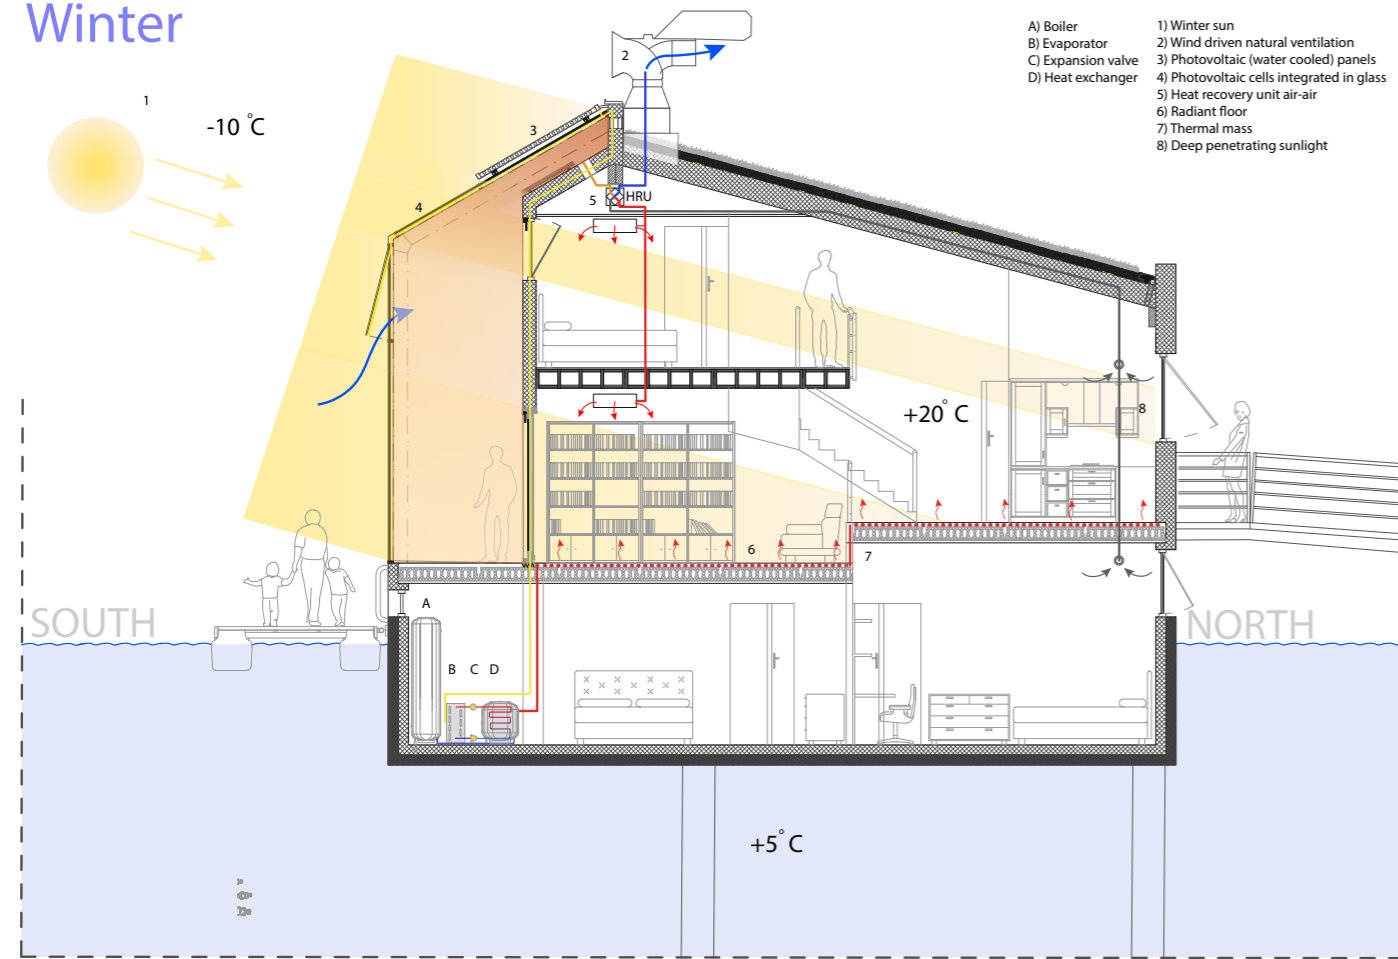 Winter
A) Boiler
B) Evaporator
C) Expansion valve
D) Heat exchanger
1) Winter sun
2) Wind driven natural ventilation
3) Photovoltaic (water cooled) panels
4) Photovoltaic cells integrated in glass
5) Heat recovery unit air-air
6) Radiant floor
7) Thermal mass
8) Deep penetrating sunlight
2
1
-10 °C
3
5 HRU
4
+20° C
8
6
7
A
SOUTH
NORTH
B C D
+5° C